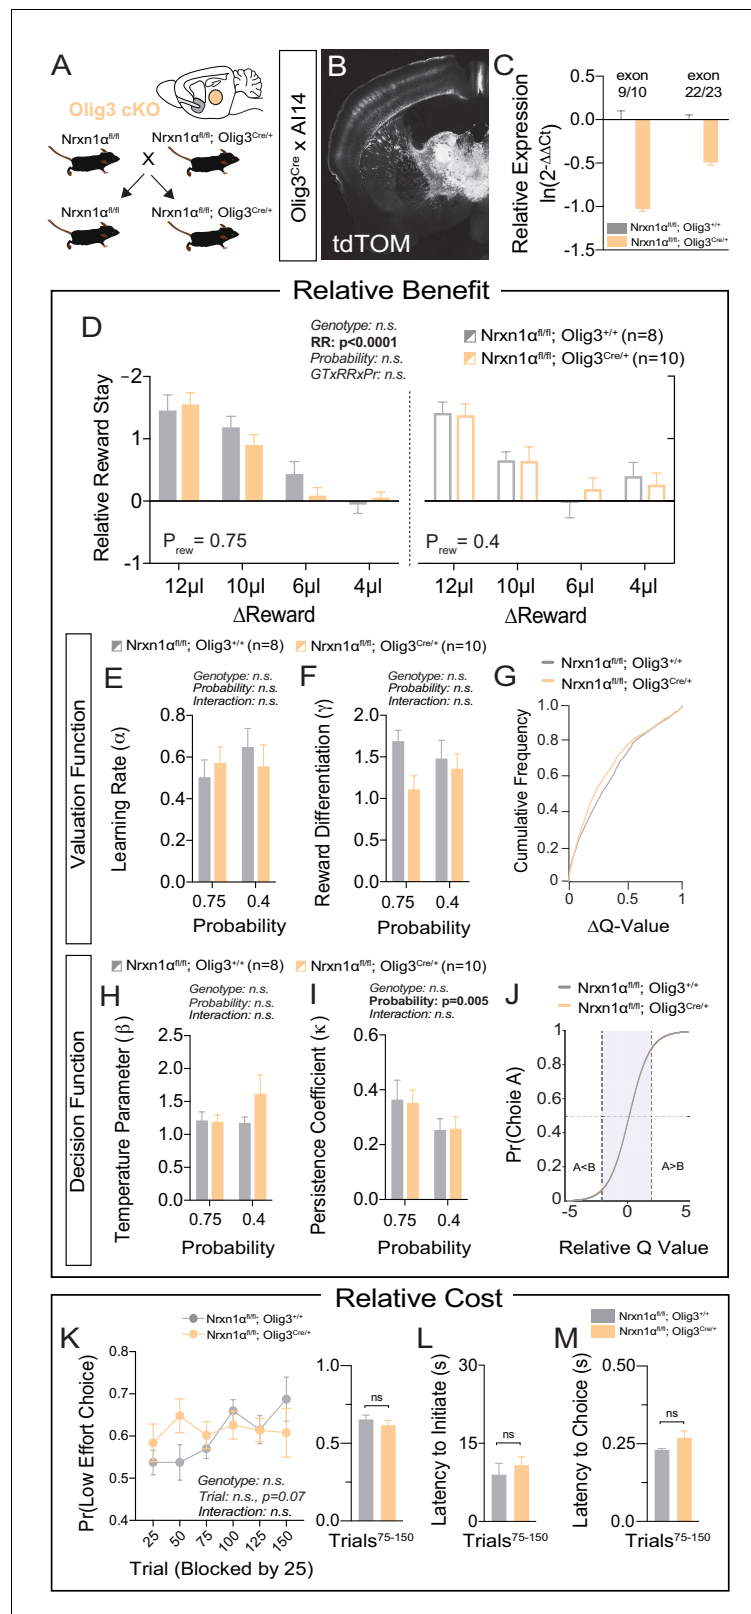 A
Olig3 cKO
Nrxn1α^fl/fl
Nrxn1α^fl/fl; Olig3^Cre/+
X
Nrxn1α^fl/fl
Nrxn1α^fl/fl; Olig3^Cre/+
Olig3^Cre x AI14
B
tdTOM
C
exon 9/10
exon 22/23
Relative Expression
ln(2^-ΔΔCt)
0.5
0.0
-0.5
-1.0
-1.5
Nrxn1α^fl/fl; Olig3^+/+
Nrxn1α^fl/fl; Olig3^Cre/+
Relative Benefit
D
Genotype: n.s.
RR: p<0.0001
Probability: n.s.
GTxRRxPr: n.s.
Nrxn1α^fl/fl; Olig3^+/+ (n=8)
Nrxn1α^fl/fl; Olig3^Cre/+ (n=10)
Relative Reward Stay
2
1
0
-1
P_rew = 0.75
P_rew = 0.4
12µl 10µl 6µl 4µl
12µl 10µl 6µl 4µl
ΔReward
ΔReward
Valuation Function
Nrxn1α^fl/fl; Olig3^+/+ (n=8)
Nrxn1α^fl/fl; Olig3^Cre/+ (n=10)
E
Genotype: n.s.
Probability: n.s.
Interaction: n.s.
Learning Rate (α)
0.8
0.6
0.4
0.2
0.0
0.75 0.4
Probability
F
Genotype: n.s.
Probability: n.s.
Interaction: n.s.
Reward Differentiation (γ)
2.0
1.5
1.0
0.5
0.0
0.75 0.4
Probability
G
Nrxn1α^fl/fl; Olig3^+/+
Nrxn1α^fl/fl; Olig3^Cre/+
Cumulative Frequency
1.0
0.8
0.6
0.4
0.2
0
0 0.5 1
ΔQ-Value
Decision Function
Nrxn1α^fl/fl; Olig3^+/+ (n=8)
Nrxn1α^fl/fl; Olig3^Cre/+ (n=10)
H
Genotype: n.s.
Probability: n.s.
Interaction: n.s.
Temperature Parameter (β)
2.5
2.0
1.5
1.0
0.5
0.0
0.75 0.4
Probability
I
Genotype: n.s.
Probability: p=0.005
Interaction: n.s.
Persistence Coefficient (κ)
0.6
0.4
0.2
0.0
0.75 0.4
Probability
J
Nrxn1α^fl/fl; Olig3^+/+
Nrxn1α^fl/fl; Olig3^Cre/+
Pr(Choie A)
1
0.8
0.6
0.4
0.2
0
A<B
A>B
-5 0 5
Relative Q Value
Relative Cost
K
Nrxn1α^fl/fl; Olig3^+/+
Nrxn1α^fl/fl; Olig3^Cre/+
Pr(Low Effort Choice)
0.8
0.7
0.6
0.5
0.4
Genotype: n.s.
Trial: n.s., p=0.07
Interaction: n.s.
25 50 75 100 125 150
Trial (Blocked by 25)
1.0
0.5
0.0
ns
Trials^75-150
L
Latency to Initiate (s)
30
15
0
ns
Trials^75-150
M
Nrxn1α^fl/fl; Olig3^+/+
Nrxn1α^fl/fl; Olig3^Cre/+
Latency to Choice (s)
0.50
0.25
0.00
ns
Trials^75-150